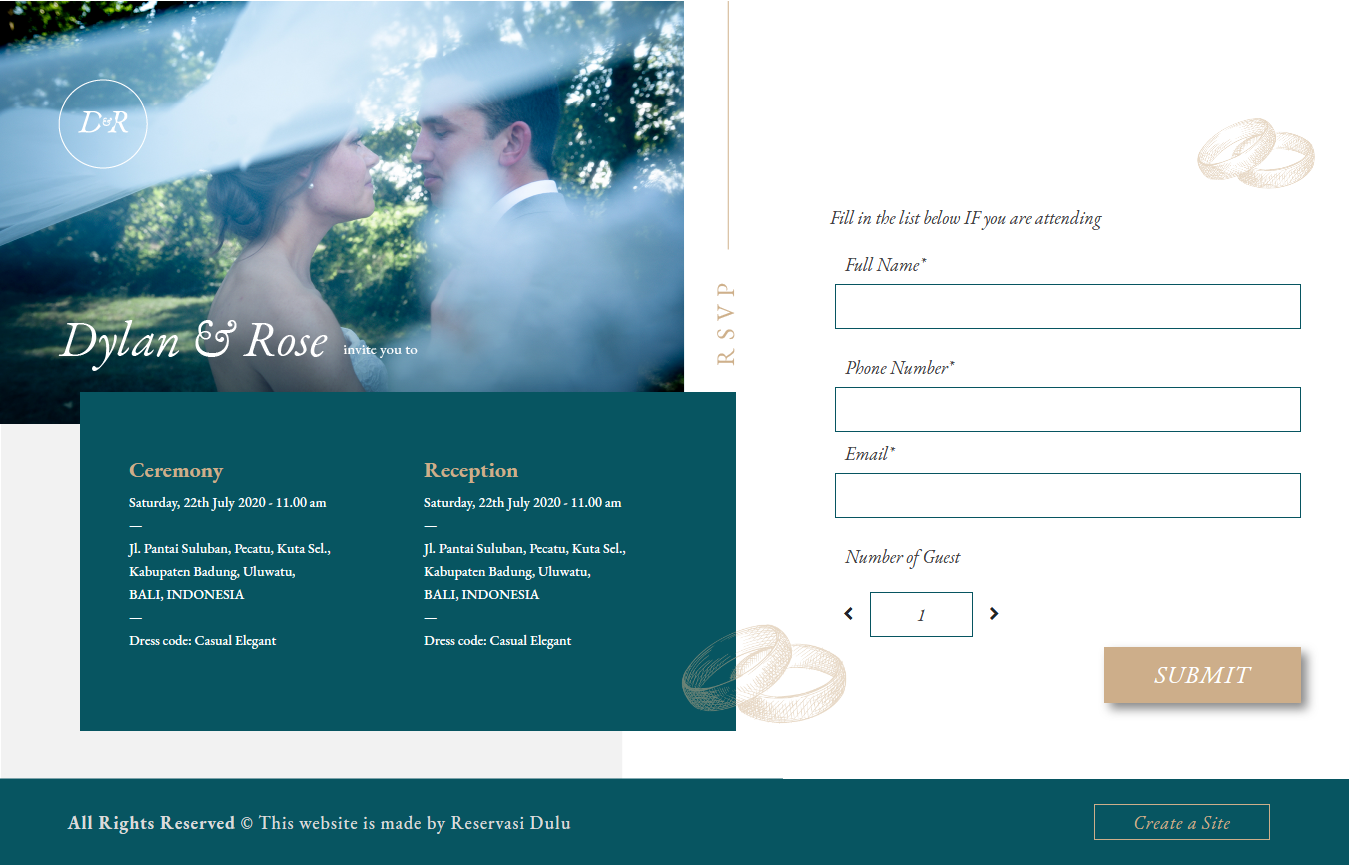 D&R
Dylan & Rose invite you to
Ceremony
Saturday, 22th July 2020 - 11.00 am
—
Jl. Pantai Suluban, Pecatu, Kuta Sel.,
Kabupaten Badung, Uluwatu,
BALI, INDONESIA
—
Dress code: Casual Elegant
Reception
Saturday, 22th July 2020 - 11.00 am
—
Jl. Pantai Suluban, Pecatu, Kuta Sel.,
Kabupaten Badung, Uluwatu,
BALI, INDONESIA
—
Dress code: Casual Elegant
RSVP
Fill in the list below IF you are attending
Full Name*
Phone Number*
Email*
Number of Guest
1
SUBMIT
All Rights Reserved © This website is made by Reservasi Dulu
Create a Site